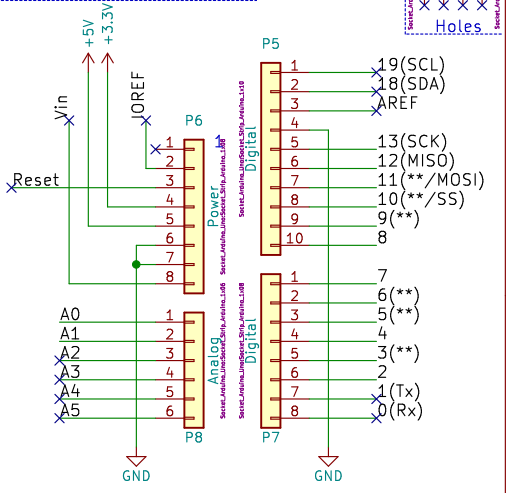 +5V
+3.3V
Holes
P5
Vin
IOREF
1
19(SCL)
2
18(SDA)
3
AREF
4
P6
1
1
2
Reset
3
4
5
6
7
8
Power
Digital
5
13(SCK)
6
12(MISO)
7
11(**/MOSI)
8
10(**/SS)
9
9(**)
10
8
A0
1
A1
2
A2
3
A3
4
A4
5
A5
6
Analog
P8
Digital
1
7
2
6(**)
3
5(**)
4
4
5
3(**)
6
2
7
1(Tx)
8
0(Rx)
P7
GND
GND